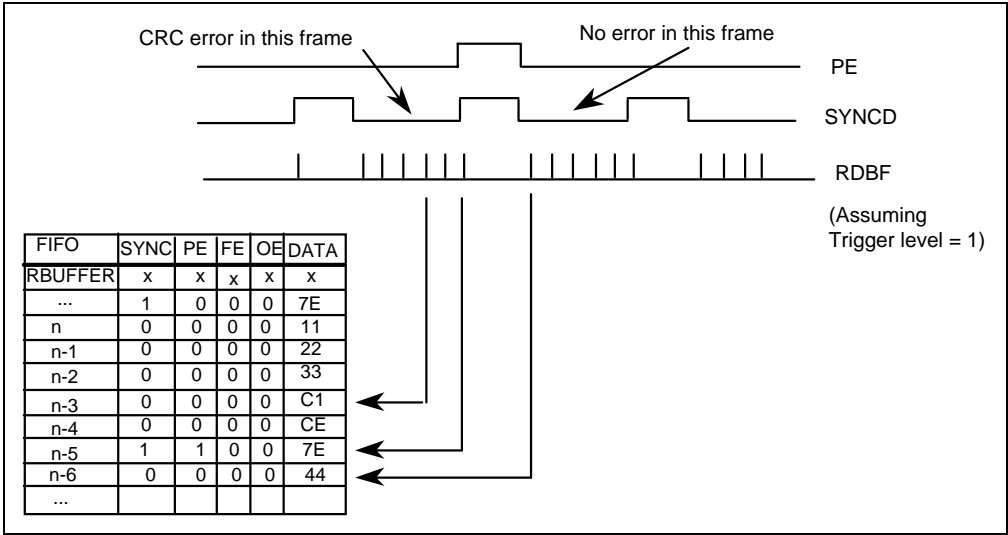 CRC error in this frame
No error in this frame
PE
SYNCD
RDBF
(Assuming
Trigger level = 1)
FIFO SYNC PE FE OE DATA
RBUFFER x x x x x
... 1 0 0 0 7E
n 0 0 0 0 11
n-1 0 0 0 0 22
n-2 0 0 0 0 33
n-3 0 0 0 0 C1
n-4 0 0 0 0 CE
n-5 1 1 0 0 7E
n-6 0 0 0 0 44
...